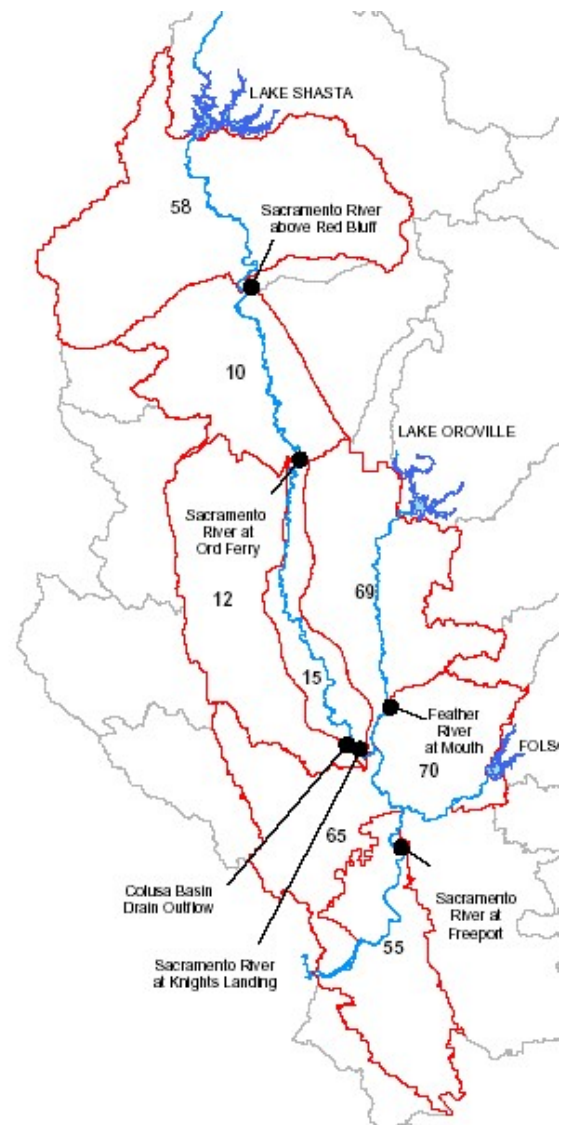 LAKE SHASTA
58
Sacramento River
above Red Bluff
10
LAKE OROVILLE
Sacramento
River at
Ord Ferry
12
69
15
Feather
River
at Mouth
70
FOLS
65
Colusa Basin
Drain Outflow
Sacramento
River at
Freeport
55
Sacramento River
at Knights Landing